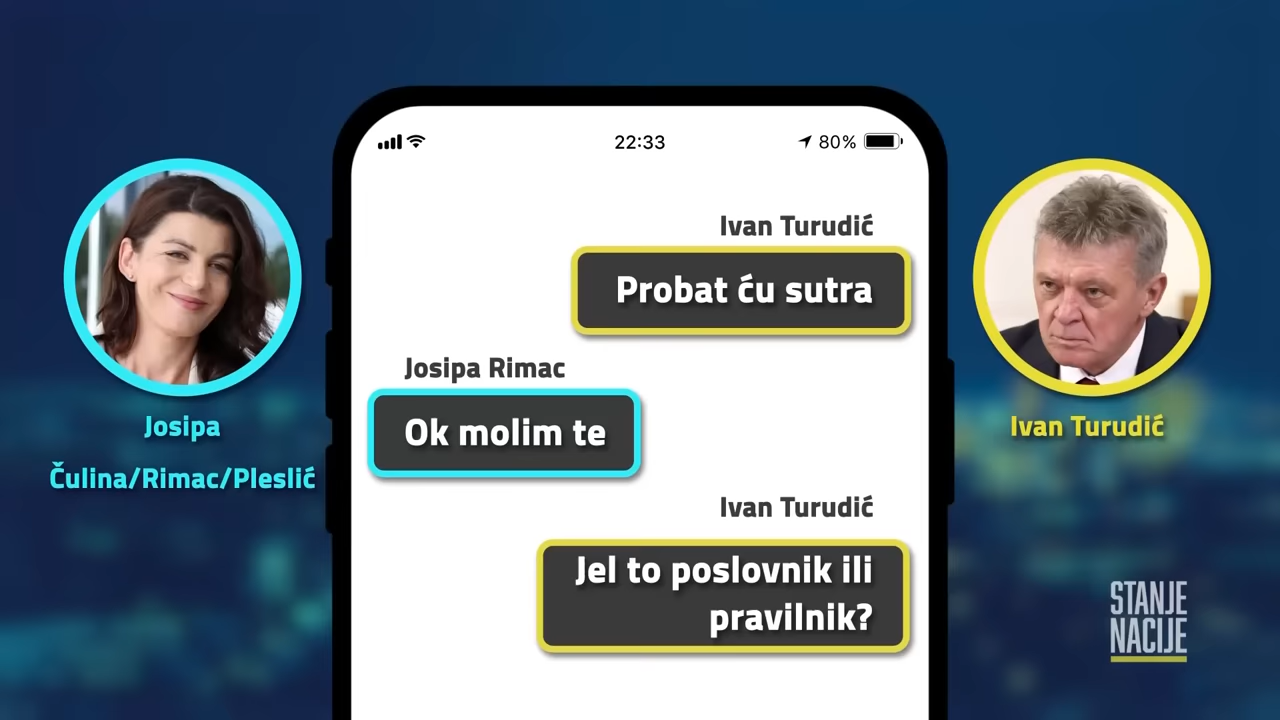 22:33
80%
Ivan Turudić
Probat ću sutra
Josipa Rimac
Ok molim te
Ivan Turudić
Jel to poslovnik ili
pravilnik?
Josipa
Čulina/Rimac/Pleslić
Ivan Turudić
STANJE
NACIJE